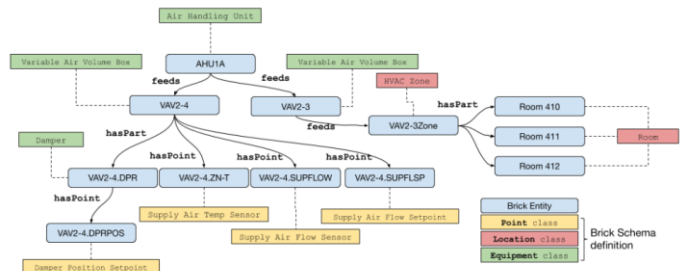 Air Handling Unit
Variable Air Volume Box
AHU1A
Variable Air Volume Box
feeds
feeds
HVAC Zone
VAV2-4
VAV2-3
hasPart
Room 410
feeds
VAV2-3Zone
Damper
hasPart
hasPoint
hasPoint
hasPoint
Room 411
Room
Room 412
VAV2-4.DPR
VAV2-4.ZN-T
VAV2-4.SUPFLOW
VAV2-4.SUPFLSP
hasPoint
Supply Air Temp Sensor
Supply Air Flow Setpoint
VAV2-4.DPRPOS
Supply Air Flow Sensor
Damper Position Setpoint
Brick Entity
Point class
Location class
Equipment class
Brick Schema
definition